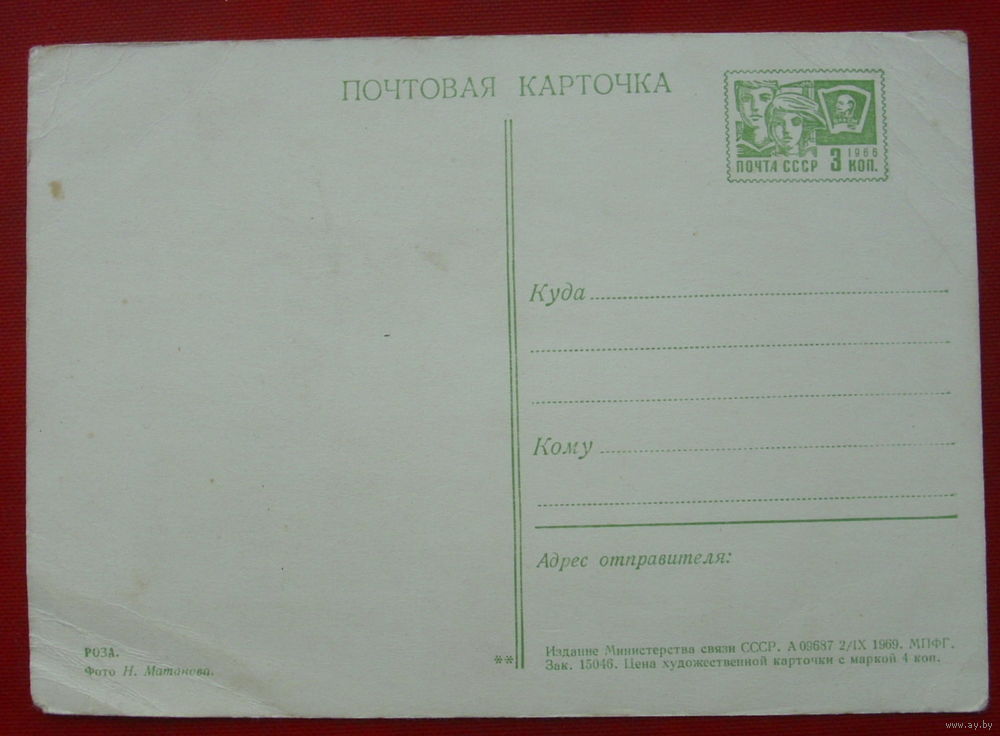 ПОЧТОВАЯ КАРТОЧКА
1966
ПОЧТА СССР 3 КОП.
Куда
Кому
Адрес отправителя:
РОЗА.
Фото Н. Матанова.
**
Издание Министерства связи СССР. А 09687 2/IX 1969. МПФГ.
Зак. 15046. Цена художественной карточки с маркой 4 коп.
www.ay.by